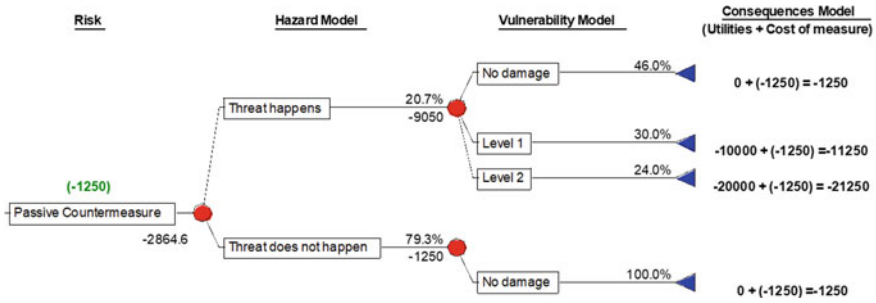 Risk
Hazard Model
Vulnerability Model
Consequences Model
(Utilities + Cost of measure)
No damage
46.0%
0 + (-1250) = -1250
Threat happens
20.7%
-9050
Level 1
30.0%
-10000 + (-1250) =-11250
Level 2
24.0%
-20000 + (-1250) = -21250
(-1250)
Passive Countermeasure
-2864.6
Threat does not happen
79.3%
-1250
No damage
100.0%
0 + (-1250) =-1250